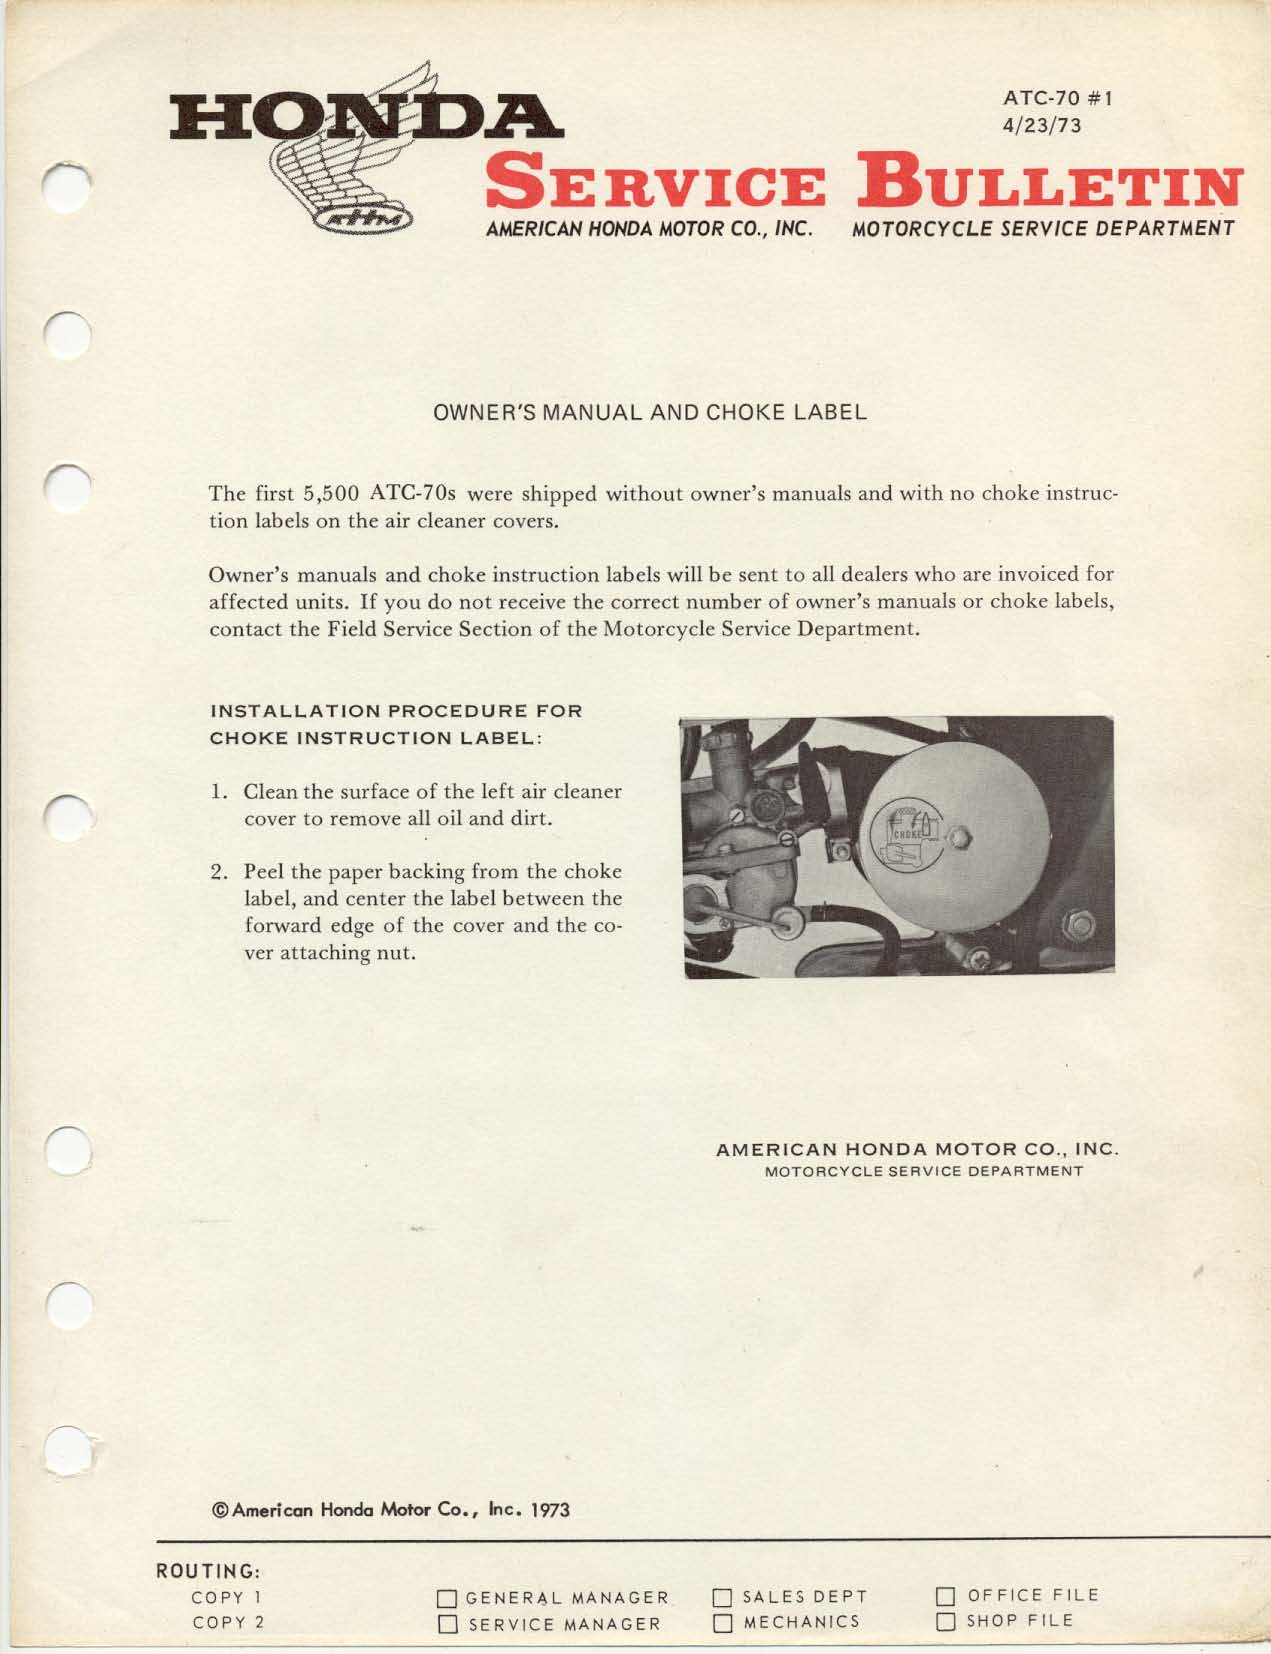 HONDA
ATC-70 #1
4/23/73
SERVICE BULLETIN
AMERICAN HONDA MOTOR CO., INC. MOTORCYCLE SERVICE DEPARTMENT
OWNER'S MANUAL AND CHOKE LABEL
The first 5,500 ATC-70s were shipped without owner's manuals and with no choke instruc-
tion labels on the air cleaner covers.
Owner's manuals and choke instruction labels will be sent to all dealers who are invoiced for
affected units. If you do not receive the correct number of owner's manuals or choke labels,
contact the Field Service Section of the Motorcycle Service Department.
INSTALLATION PROCEDURE FOR
CHOKE INSTRUCTION LABEL:
1. Clean the surface of the left air cleaner
cover to remove all oil and dirt.
2. Peel the paper backing from the choke
label, and center the label between the
forward edge of the cover and the co-
ver attaching nut.
CHOKE
AMERICAN HONDA MOTOR CO., INC.
MOTORCYCLE SERVICE DEPARTMENT
©American Honda Motor Co., Inc. 1973
ROUTING:
COPY 1 ☐ GENERAL MANAGER ☐ SALES DEPT ☐ OFFICE FILE
COPY 2 ☐ SERVICE MANAGER ☐ MECHANICS ☐ SHOP FILE